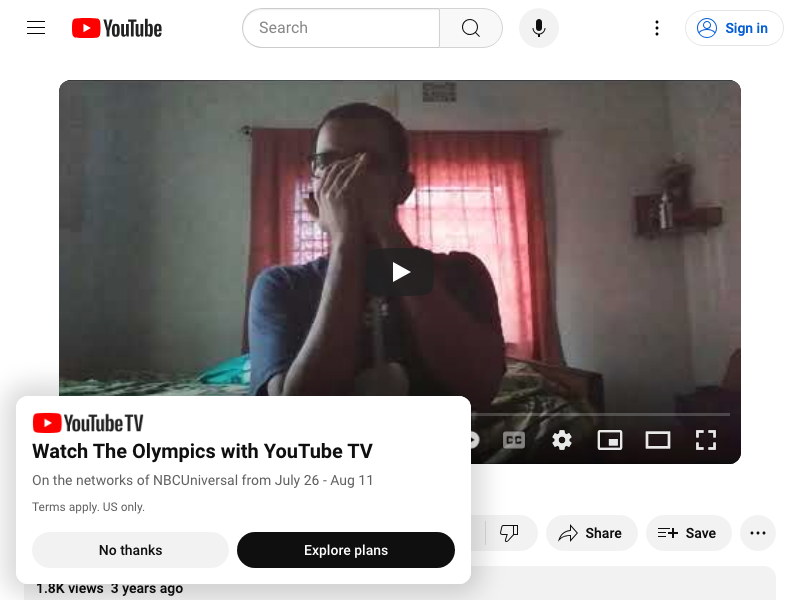 YouTube
Search
Sign in
CC
YouTube TV
Watch The Olympics with YouTube TV
On the networks of NBCUniversal from July 26 - Aug 11
Terms apply. US only.
No thanks
Explore plans
Share
Save
1.8K views 3 years ago